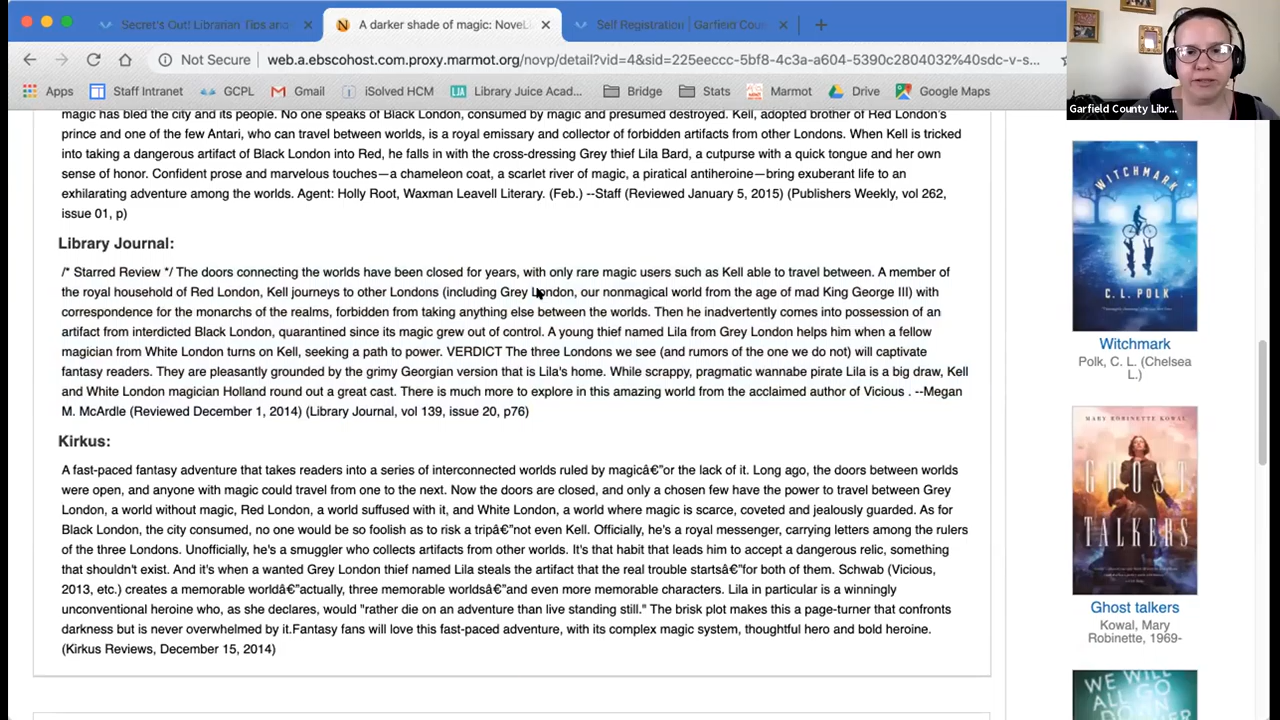 Secret's Out! Librarian Tips and
A darker shade of magic: NoveLi
Self Registration | Garfield Coun
Not Secure
web.a.ebscohost.com.proxy.marmot.org/novp/detail?vid=4&sid=225eeccc-5bf8-4c3a-a604-5390c2804032%40sdc-v-s...
Apps Staff Intranet GCPL Gmail iSolved HCM Library Juice Acad... Bridge Stats Marmot Drive Google Maps
Garfield County Libr...
magic has bled the city and its people. No one speaks of Black London, consumed by magic and presumed destroyed. Kell, adopted brother of Red London's
prince and one of the few Antari, who can travel between worlds, is a royal emissary and collector of forbidden artifacts from other Londons. When Kell is tricked
into taking a dangerous artifact of Black London into Red, he falls in with the cross-dressing Grey thief Lila Bard, a cutpurse with a quick tongue and her own
sense of honor. Confident prose and marvelous touches—a chameleon coat, a scarlet river of magic, a piratical antiheroine—bring exuberant life to an
exhilarating adventure among the worlds. Agent: Holly Root, Waxman Leavell Literary. (Feb.) --Staff (Reviewed January 5, 2015) (Publishers Weekly, vol 262,
issue 01, p)
Library Journal:
/* Starred Review */ The doors connecting the worlds have been closed for years, with only rare magic users such as Kell able to travel between. A member of
the royal household of Red London, Kell journeys to other Londons (including Grey London, our nonmagical world from the age of mad King George III) with
correspondence for the monarchs of the realms, forbidden from taking anything else between the worlds. Then he inadvertently comes into possession of an
artifact from interdicted Black London, quarantined since its magic grew out of control. A young thief named Lila from Grey London helps him when a fellow
magician from White London turns on Kell, seeking a path to power. VERDICT The three Londons we see (and rumors of the one we do not) will captivate
fantasy readers. They are pleasantly grounded by the grimy Georgian version that is Lila's home. While scrappy, pragmatic wannabe pirate Lila is a big draw, Kell
and White London magician Holland round out a great cast. There is much more to explore in this amazing world from the acclaimed author of Vicious . --Megan
M. McArdle (Reviewed December 1, 2014) (Library Journal, vol 139, issue 20, p76)
Kirkus:
A fast-paced fantasy adventure that takes readers into a series of interconnected worlds ruled by magicâ€”or the lack of it. Long ago, the doors between worlds
were open, and anyone with magic could travel from one to the next. Now the doors are closed, and only a chosen few have the power to travel between Grey
London, a world without magic, Red London, a world suffused with it, and White London, a world where magic is scarce, coveted and jealously guarded. As for
Black London, the city consumed, no one would be so foolish as to risk a tripâ€”not even Kell. Officially, he's a royal messenger, carrying letters among the rulers
of the three Londons. Unofficially, he's a smuggler who collects artifacts from other worlds. It's that habit that leads him to accept a dangerous relic, something
that shouldn't exist. And it's when a wanted Grey London thief named Lila steals the artifact that the real trouble startsâ€”for both of them. Schwab (Vicious,
2013, etc.) creates a memorable worldâ€”actually, three memorable worldsâ€”and even more memorable characters. Lila in particular is a winningly
unconventional heroine who, as she declares, would "rather die on an adventure than live standing still." The brisk plot makes this a page-turner that confronts
darkness but is never overwhelmed by it.Fantasy fans will love this fast-paced adventure, with its complex magic system, thoughtful hero and bold heroine.
(Kirkus Reviews, December 15, 2014)
WITCHMARK
C. L. POLK
Witchmark
Polk, C. L. (Chelsea
L.)
MARY ROBINETTE KOWAL
GHOST
TALKERS
Ghost talkers
Kowal, Mary
Robinette, 1969-
WE WILL
ALL GO